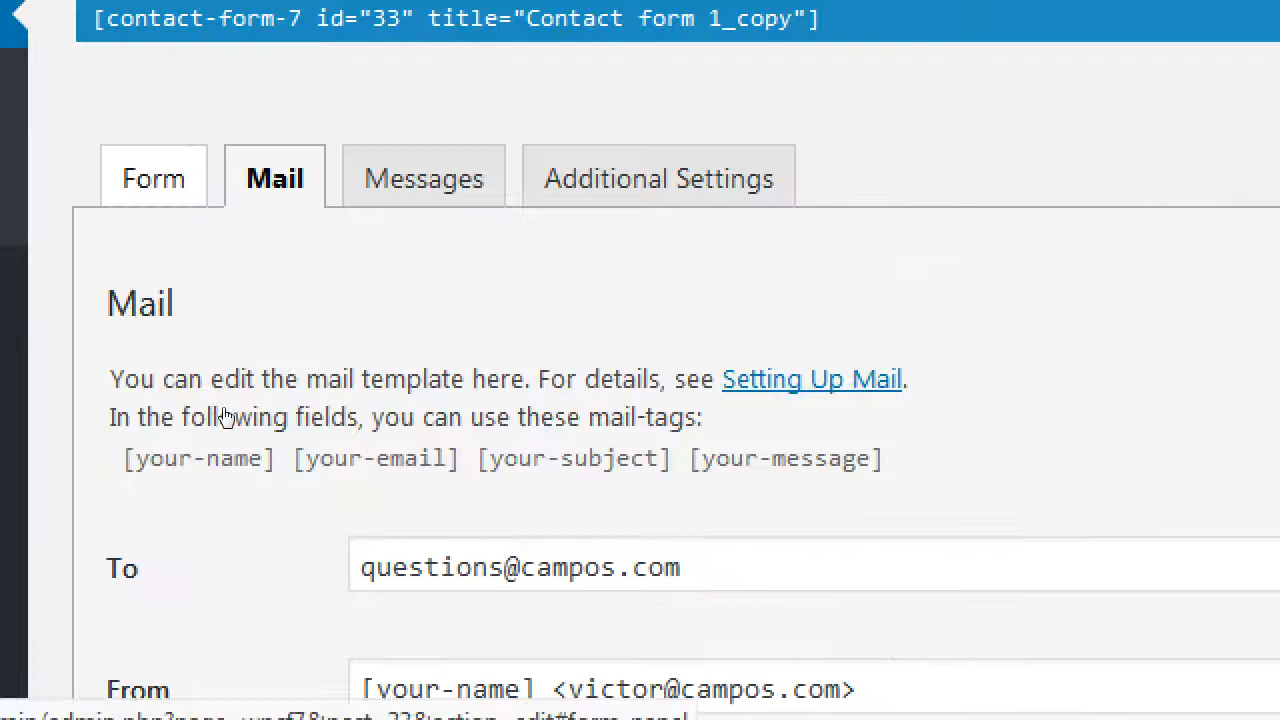 [contact-form-7 id="33" title="Contact form 1_copy"]
Form Mail Messages Additional Settings
Mail
You can edit the mail template here. For details, see Setting Up Mail.
In the following fields, you can use these mail-tags:
[your-name] [your-email] [your-subject] [your-message]
To questions@campos.com
From [your-name] <victor@campos.com>